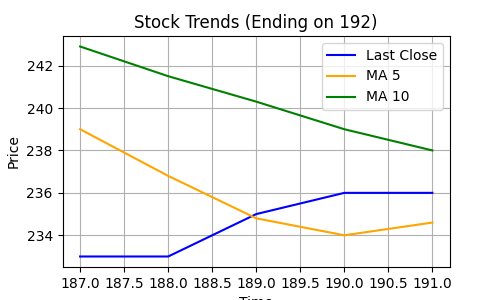 Stock Trends (Ending on 192)
Last Close
MA 5
MA 10
Price
242
240
238
236
234
187.0 187.5 188.0 188.5 189.0 189.5 190.0 190.5 191.0
Time